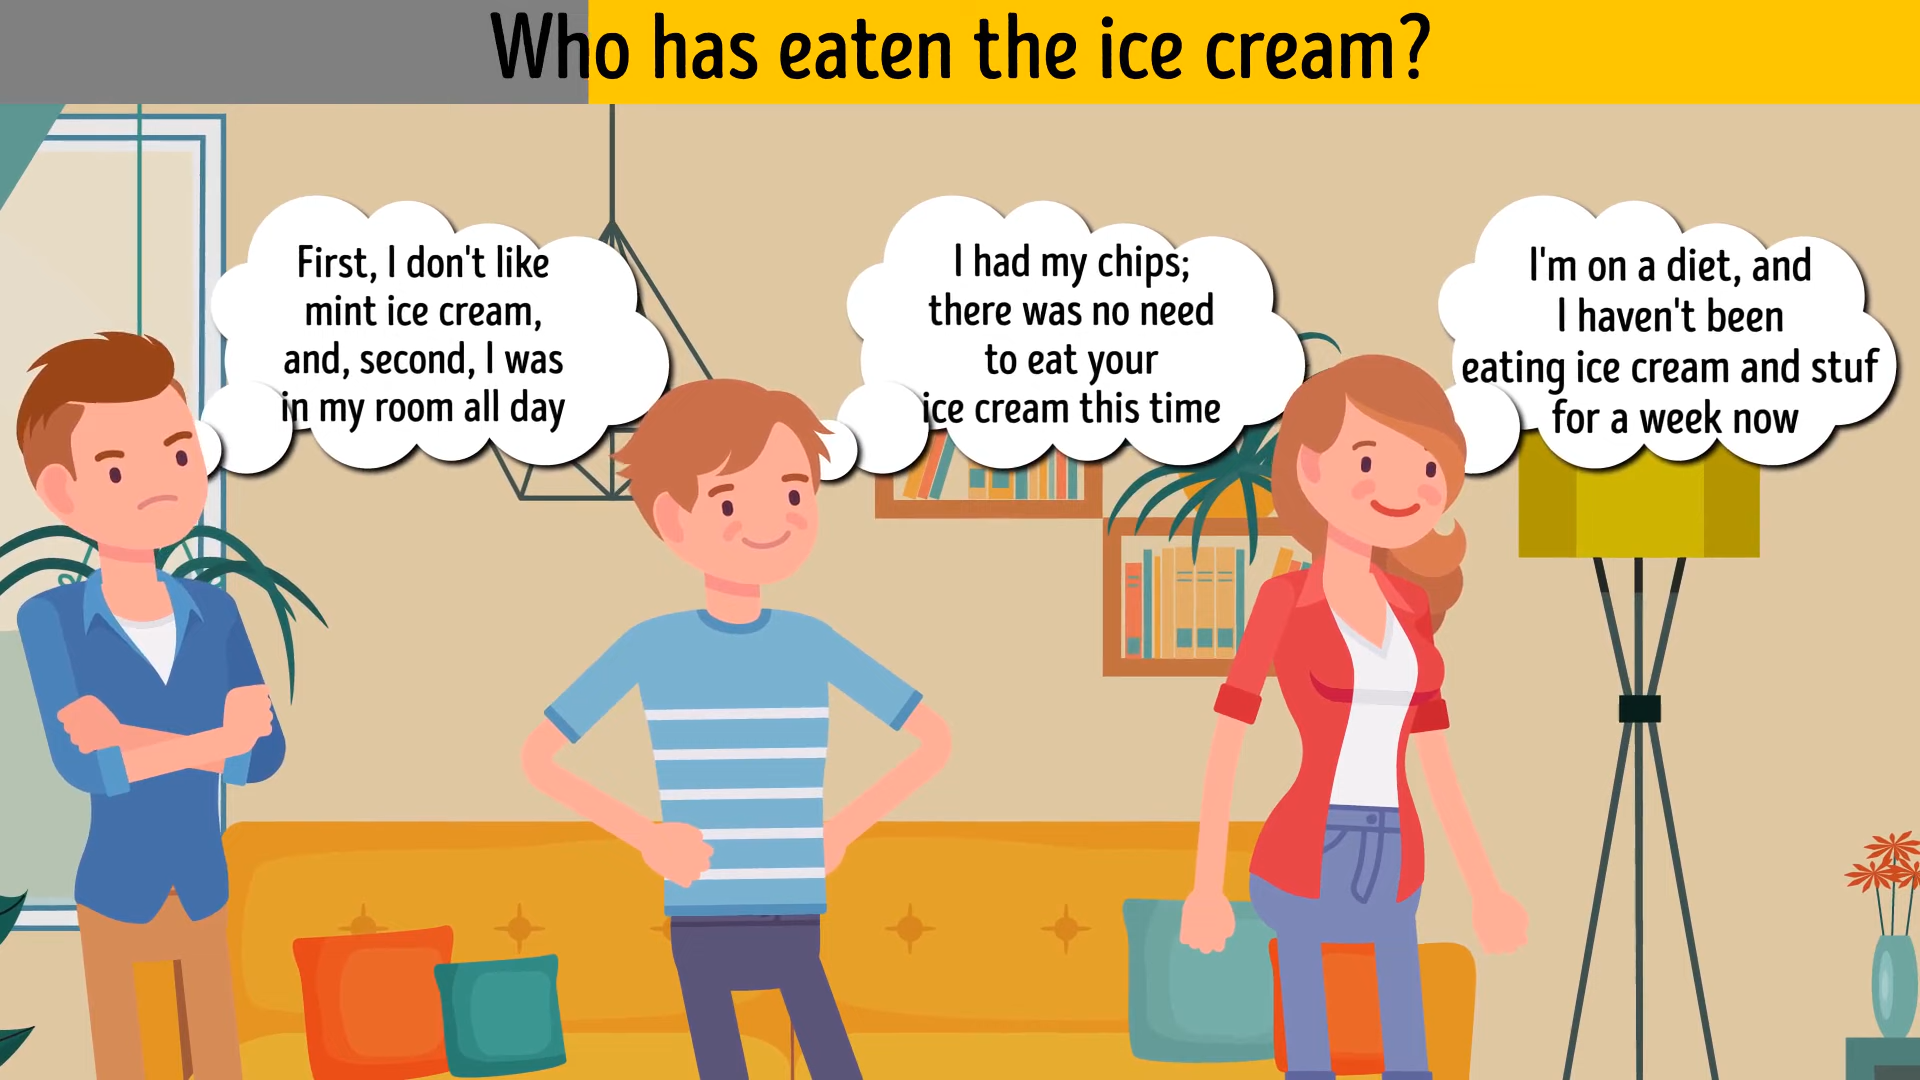 Who has eaten the ice cream?
First, I don't like
mint ice cream,
and, second, I was
in my room all day
I had my chips;
there was no need
to eat your
ice cream this time
I'm on a diet, and
I haven't been
eating ice cream and stuf
for a week now